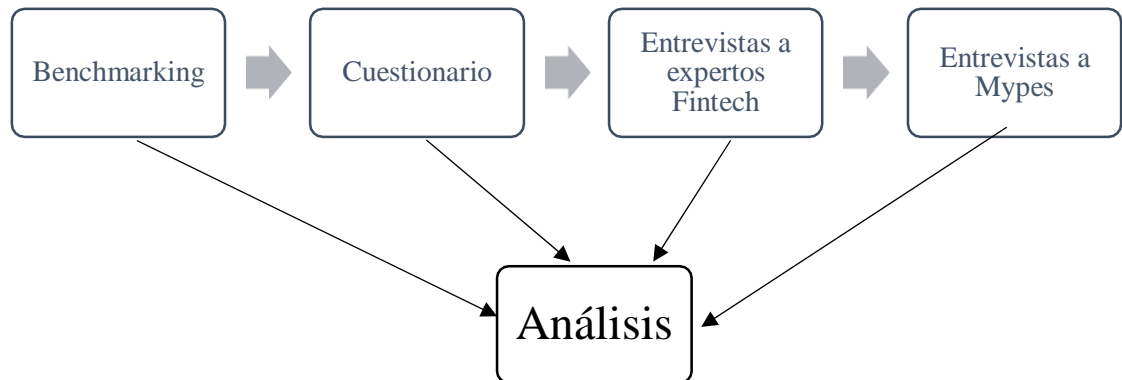 Benchmarking
Cuestionario
Entrevistas a
expertos
Fintech
Entrevistas a
Mypes
Análisis